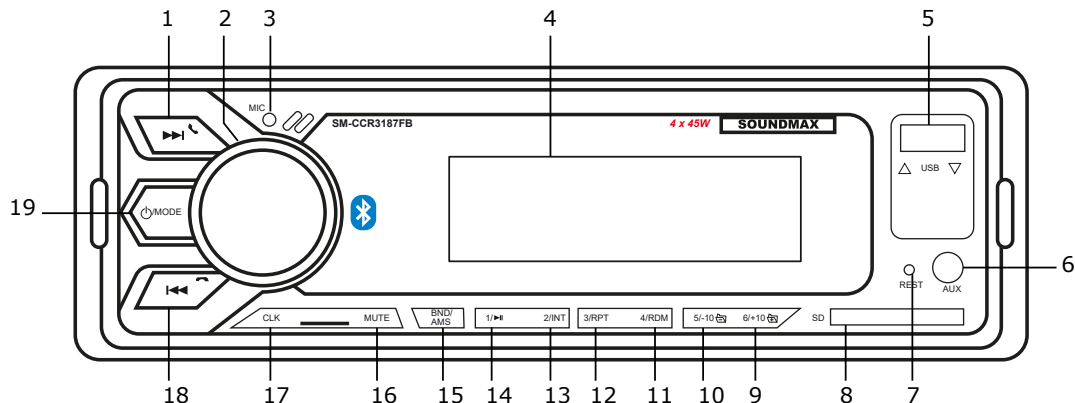 1 2 3 4 5
MIC
SM-CCR3187FB 4 x 45W SOUNDMAX
USB
19 /MODE
6
REST AUX
CLK MUTE BND/ AMS 1/ 2/INT 3/RPT 4/RDM 5/-10 6/+10 SD
18 17 16 15 14 13 12 11 10 9 8 7